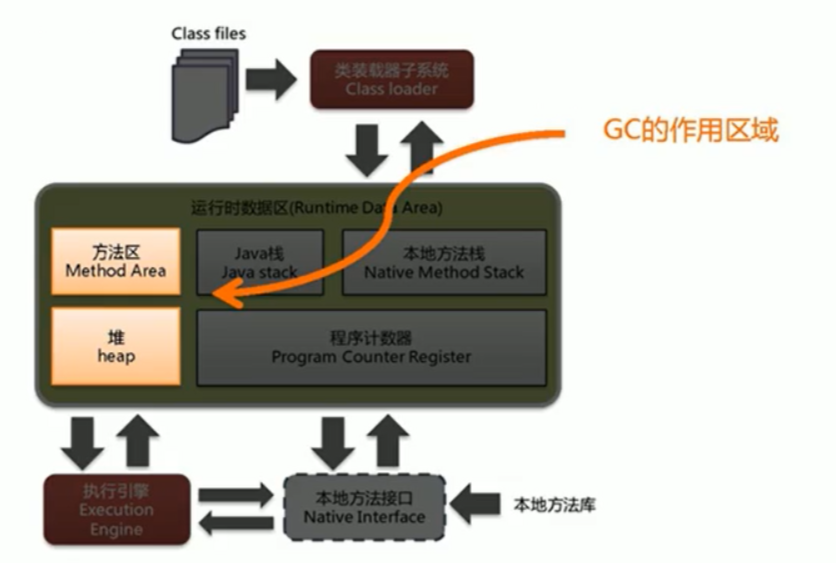 Class files
类装载器子系统
Class loader
GC的作用区域
运行时数据区(Runtime Data Area)
方法区
Method Area
Java栈
Java stack
本地方法栈
Native Method Stack
堆
heap
程序计数器
Program Counter Register
执行引擎
Execution
Engine
本地方法接口
Native Interface
本地方法库